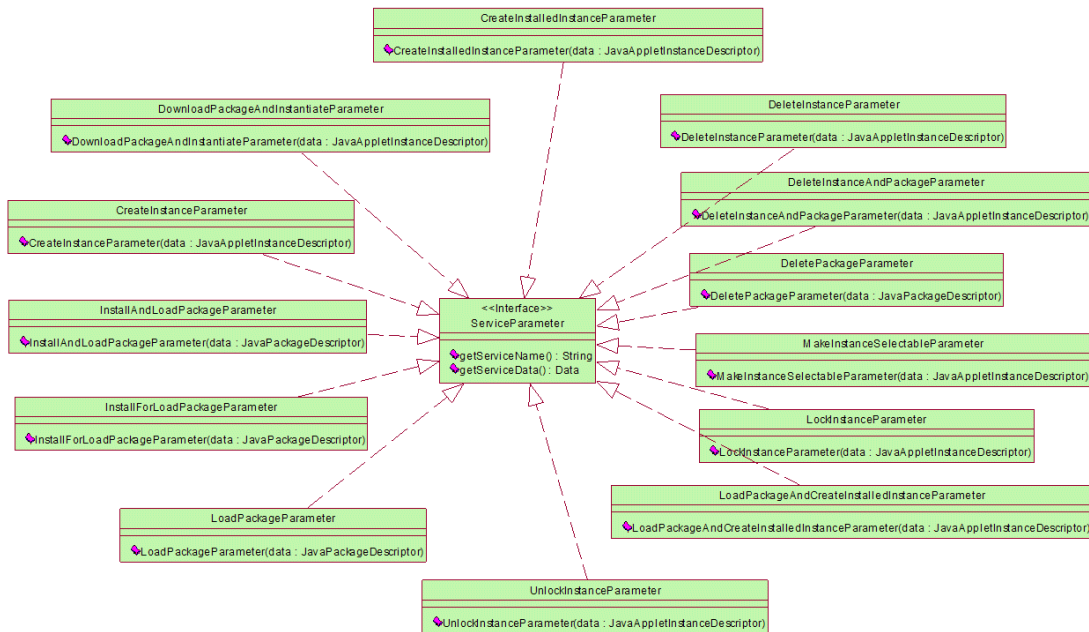 CreateInstalledInstanceParameter
CreateInstalledInstanceParameter(data : JavaAppletInstanceDescriptor)
DownloadPackageAndInstantiateParameter
DownloadPackageAndInstantiateParameter(data : JavaAppletInstanceDescriptor)
DeleteInstanceParameter
DeleteInstanceParameter(data : JavaAppletInstanceDescriptor)
DeleteInstanceAndPackageParameter
DeleteInstanceAndPackageParameter(data : JavaAppletInstanceDescriptor)
CreateInstanceParameter
CreateInstanceParameter(data : JavaAppletInstanceDescriptor)
DeletePackageParameter
DeletePackageParameter(data : JavaPackageDescriptor)
InstallAndLoadPackageParameter
InstallAndLoadPackageParameter(data : JavaPackageDescriptor)
<<Interface>>
ServiceParameter
getServiceName() : String
getServiceData() : Data
MakeInstanceSelectableParameter
MakeInstanceSelectableParameter(data : JavaAppletInstanceDescriptor)
InstallForLoadPackageParameter
InstallForLoadPackageParameter(data : JavaPackageDescriptor)
LockInstanceParameter
LockInstanceParameter(data : JavaAppletInstanceDescriptor)
LoadPackageAndCreateInstalledInstanceParameter
LoadPackageAndCreateInstalledInstanceParameter(data : JavaAppletInstanceDescriptor)
LoadPackageParameter
LoadPackageParameter(data : JavaPackageDescriptor)
UnlockInstanceParameter
UnlockInstanceParameter(data : JavaAppletInstanceDescriptor)